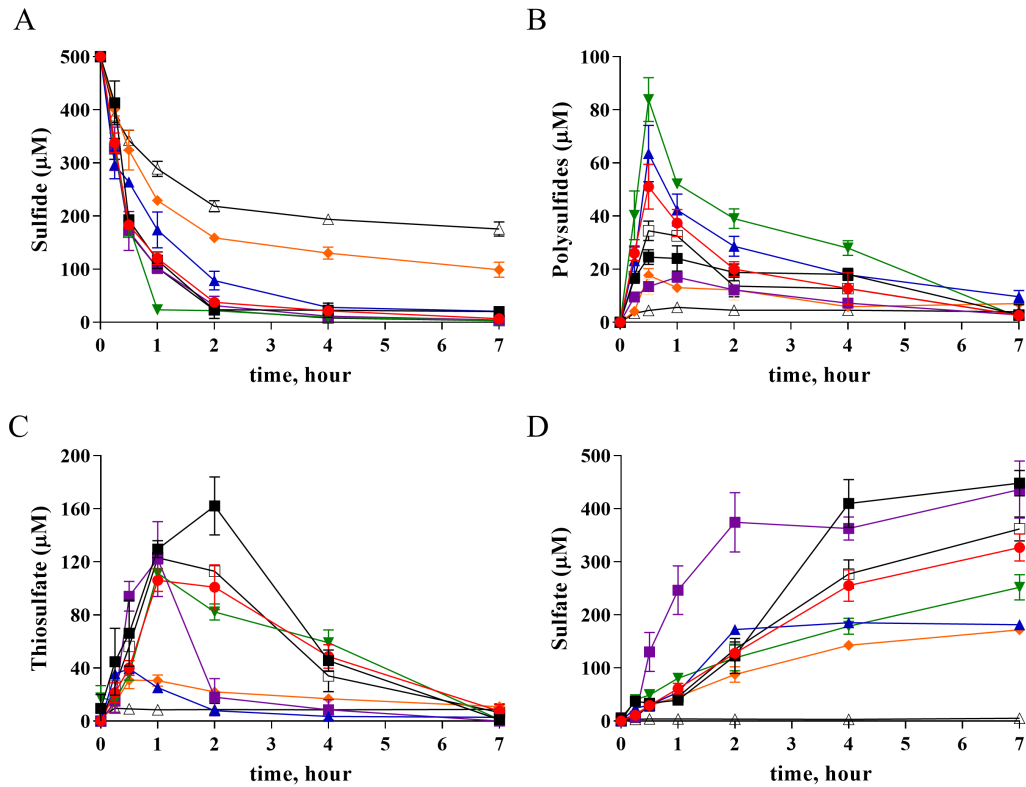 A
B
500
400
300
200
100
0
Sulfide (µM)
0 1 2 3 4 5 6 7
time, hour
100
80
60
40
20
0
Polysulfides (µM)
0 1 2 3 4 5 6 7
time, hour
C
D
200
160
120
80
40
0
Thiosulfate (µM)
0 1 2 3 4 5 6 7
time, hour
500
400
300
200
100
0
Sulfate (µM)
0 1 2 3 4 5 6 7
time, hour